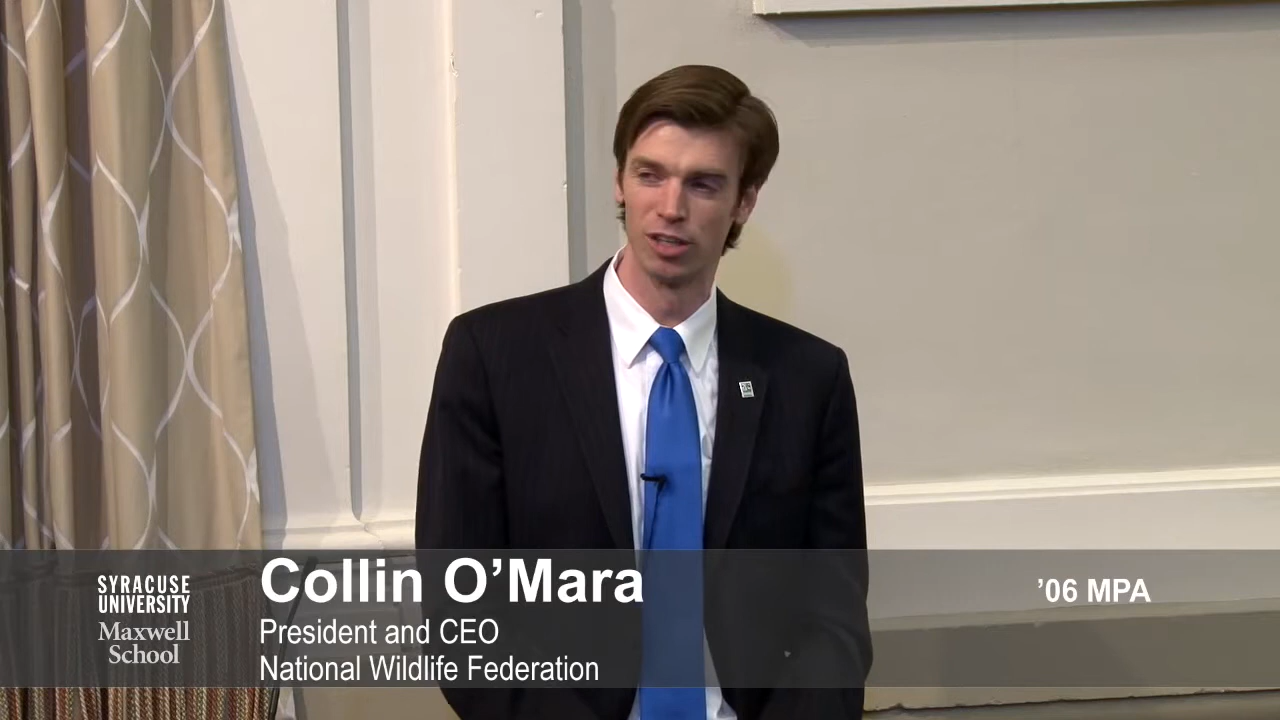 Collin O’Mara
’06 MPA
President and CEO
National Wildlife Federation
SYRACUSE
UNIVERSITY
Maxwell
School